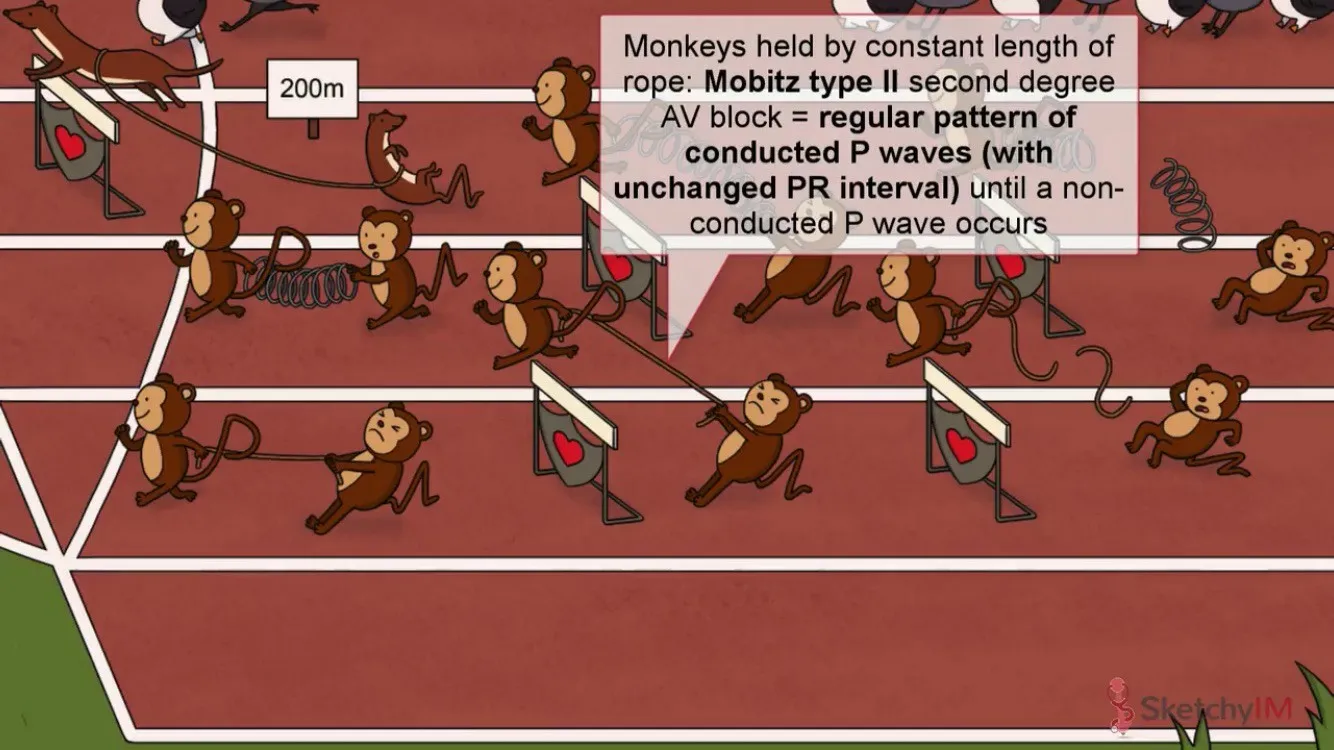 Monkeys held by constant length of
rope: Mobitz type II second degree
AV block = regular pattern of
conducted P waves (with
unchanged PR interval) until a non-
conducted P wave occurs
200m
SketchyIM